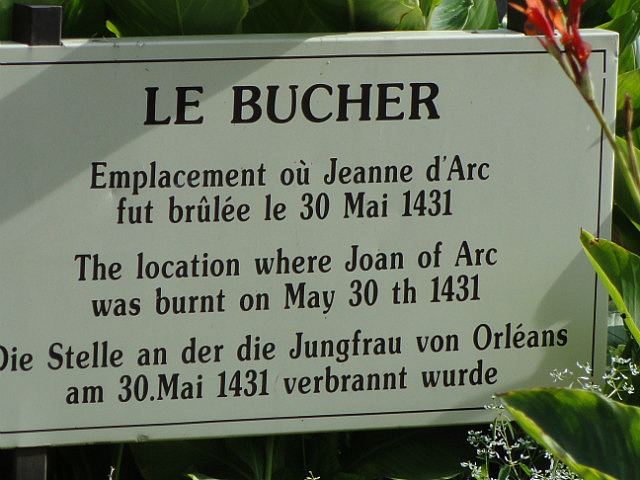 LE BUCHER
Emplacement où Jeanne d'Arc
fut brûlée le 30 Mai 1431
The location where Joan of Arc
was burnt on May 30 th 1431
Die Stelle an der die Jungfrau von Orléans
am 30.Mai 1431 verbrannt wurde